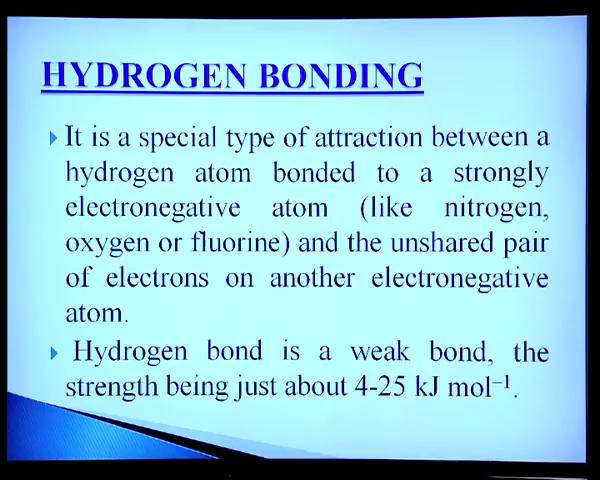 HYDROGEN BONDING
It is a special type of attraction between a
hydrogen atom bonded to a strongly
electronegative atom (like nitrogen,
oxygen or fluorine) and the unshared pair
of electrons on another electronegative
atom.
Hydrogen bond is a weak bond, the
strength being just about 4-25 kJ mol⁻¹.